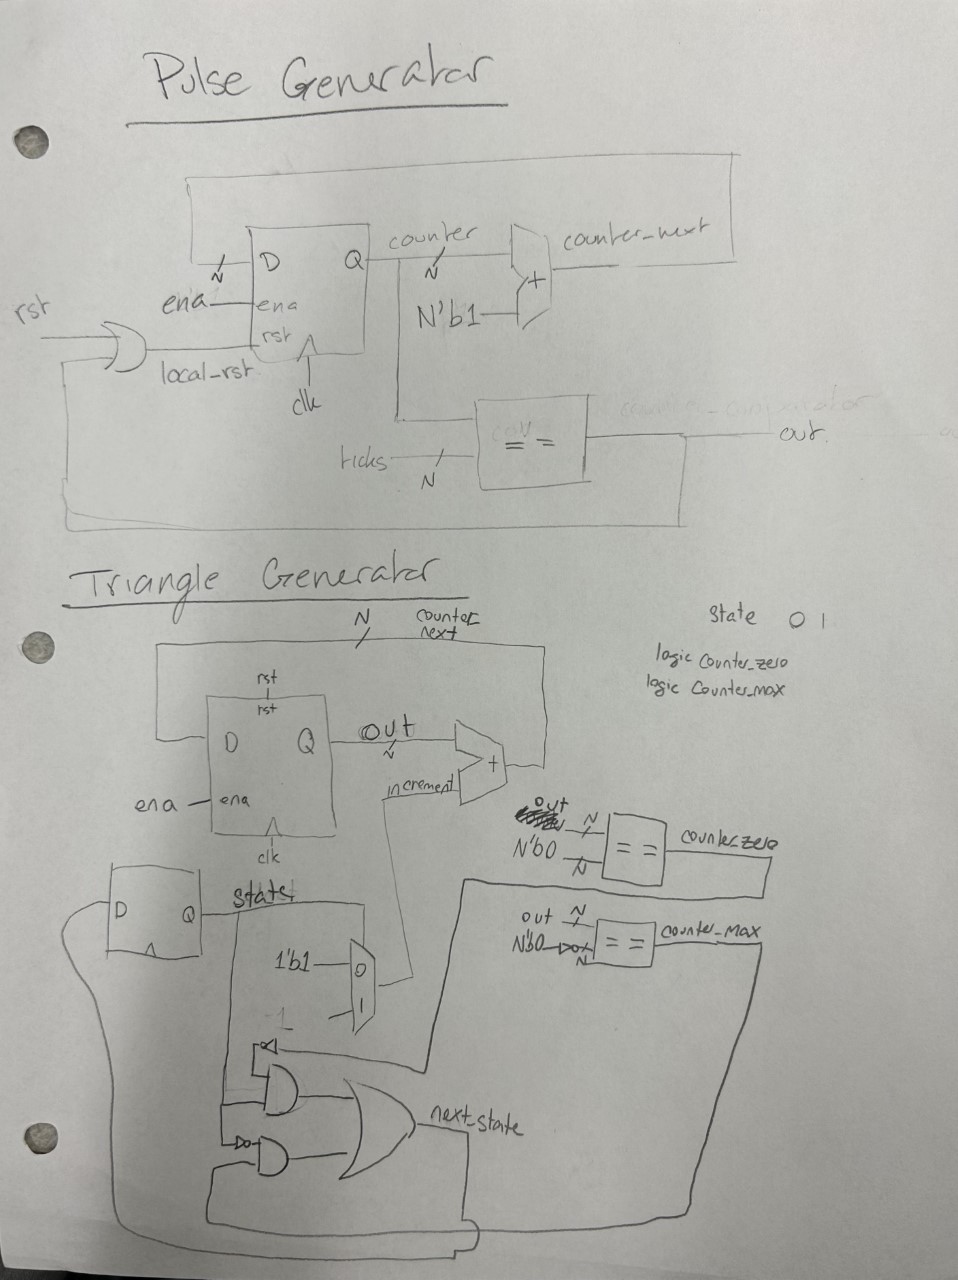 Pulse Generator
counter
counter_next
N
D
Q
N
+
ena
ena
N'b1
rst
rst
local_rst
clk
out
ticks
= =
N
Triangle Generator
N
counter_next
State 0 1
logic counter_zero
logic counter_max
rst
rst
D
Q
out
N
+
increment
ena
ena
clk
out
N
N'b0
N
= =
counter_zero
D
Q
state
out
N
N'b0
N
= =
counter_max
1'b1
0
-1
1
next_state